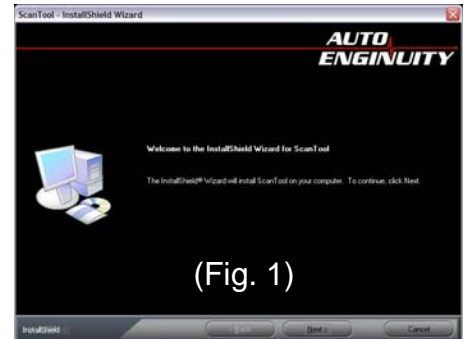 ScanTool - InstallShield Wizard
AUTO
ENGINUITY
Welcome to the InstallShield Wizard for ScanTool
The InstallShield® Wizard will install ScanTool on your computer. To continue, click Next.
(Fig. 1)
InstallShield
< Back Next > Cancel